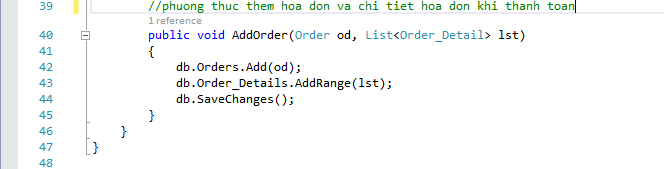 39 //phuong thuc them hoa don va chi tiet hoa don khi thanh toan
1 reference
40 public void AddOrder(Order od, List<Order_Detail> lst)
41 {
42 db.Orders.Add(od);
43 db.Order_Details.AddRange(lst);
44 db.SaveChanges();
45 }
46 }
47 }
48